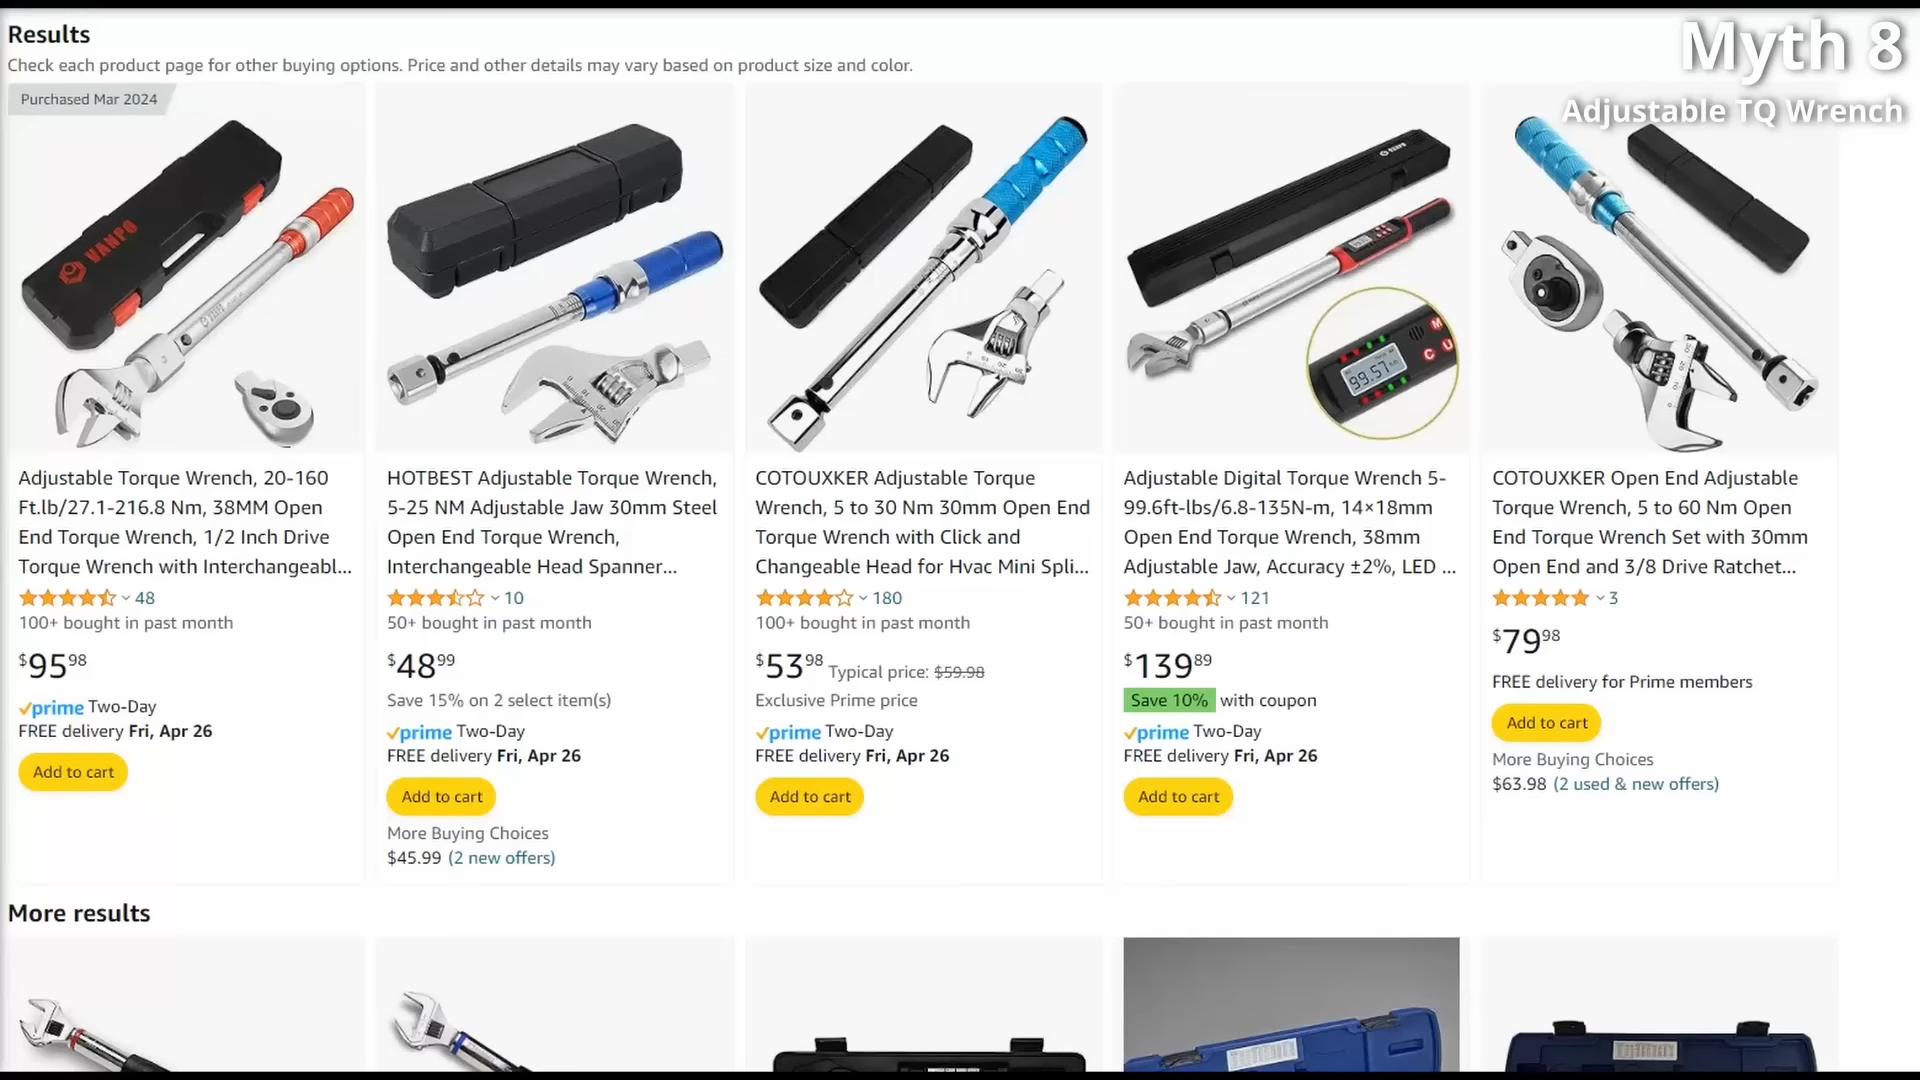 Results
Check each product page for other buying options. Price and other details may vary based on product size and color.
Myth 8
Adjustable TQ Wrench
Purchased Mar 2024
VANPO
99.57
M
C U
Adjustable Torque Wrench, 20-160
Ft.lb/27.1-216.8 Nm, 38MM Open
End Torque Wrench, 1/2 Inch Drive
Torque Wrench with Interchangeabl...
48
100+ bought in past month
$95.98
prime Two-Day
FREE delivery Fri, Apr 26
Add to cart
HOTBEST Adjustable Torque Wrench,
5-25 NM Adjustable Jaw 30mm Steel
Open End Torque Wrench,
Interchangeable Head Spanner...
10
50+ bought in past month
$48.99
Save 15% on 2 select item(s)
prime Two-Day
FREE delivery Fri, Apr 26
Add to cart
More Buying Choices
$45.99 (2 new offers)
COTOUXKER Adjustable Torque
Wrench, 5 to 30 Nm 30mm Open End
Torque Wrench with Click and
Changeable Head for Hvac Mini Spli...
180
100+ bought in past month
$53.98 Typical price: $59.98
Exclusive Prime price
prime Two-Day
FREE delivery Fri, Apr 26
Add to cart
Adjustable Digital Torque Wrench 5-
99.6ft-lbs/6.8-135N-m, 14×18mm
Open End Torque Wrench, 38mm
Adjustable Jaw, Accuracy ±2%, LED ...
121
50+ bought in past month
$139.89
Save 10% with coupon
prime Two-Day
FREE delivery Fri, Apr 26
Add to cart
COTOUXKER Open End Adjustable
Torque Wrench, 5 to 60 Nm Open
End Torque Wrench Set with 30mm
Open End and 3/8 Drive Ratchet...
3
$79.98
FREE delivery for Prime members
Add to cart
More Buying Choices
$63.98 (2 used & new offers)
More results